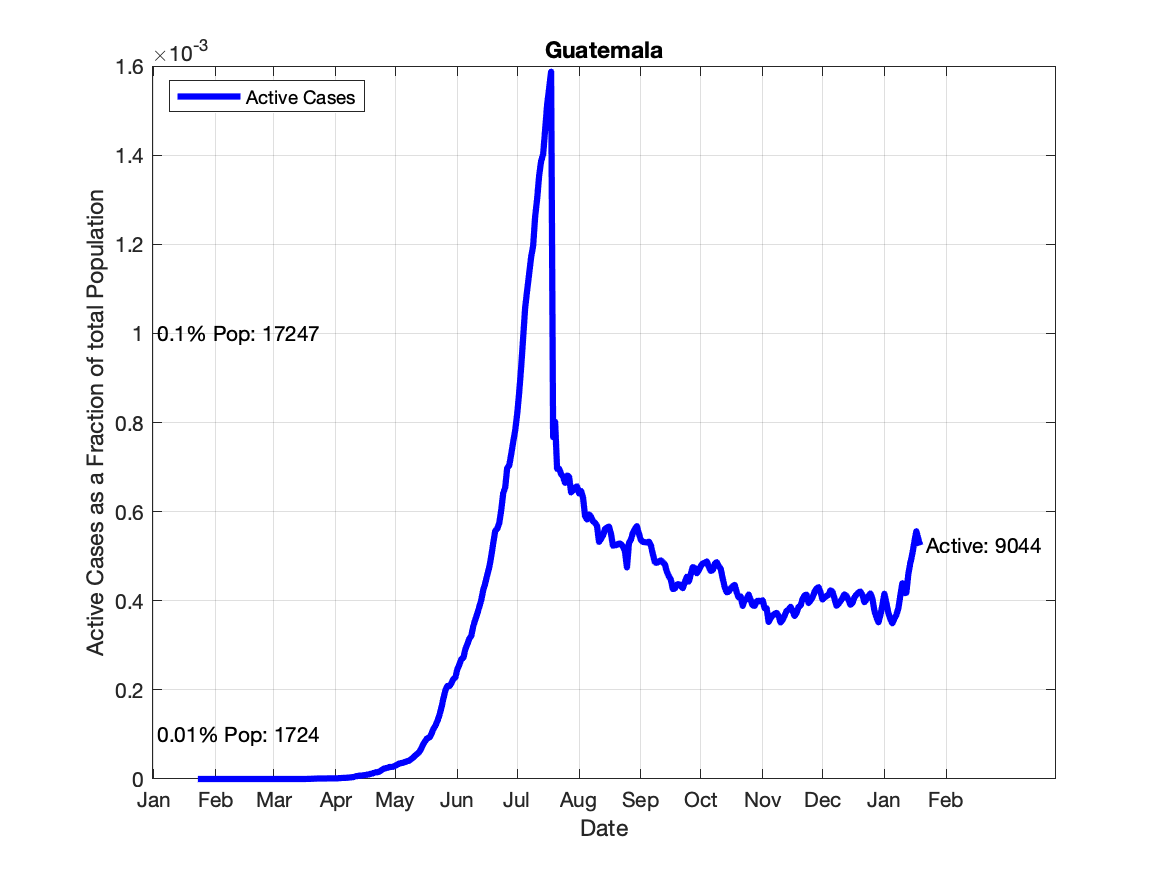 Guatemala
×10-3
1.6
1.4
1.2
1
0.8
0.6
0.4
0.2
0
Active Cases as a Fraction of total Population
Active Cases
0.1% Pop: 17247
0.01% Pop: 1724
Active: 9044
Jan Feb Mar Apr May Jun Jul Aug Sep Oct Nov Dec Jan Feb
Date